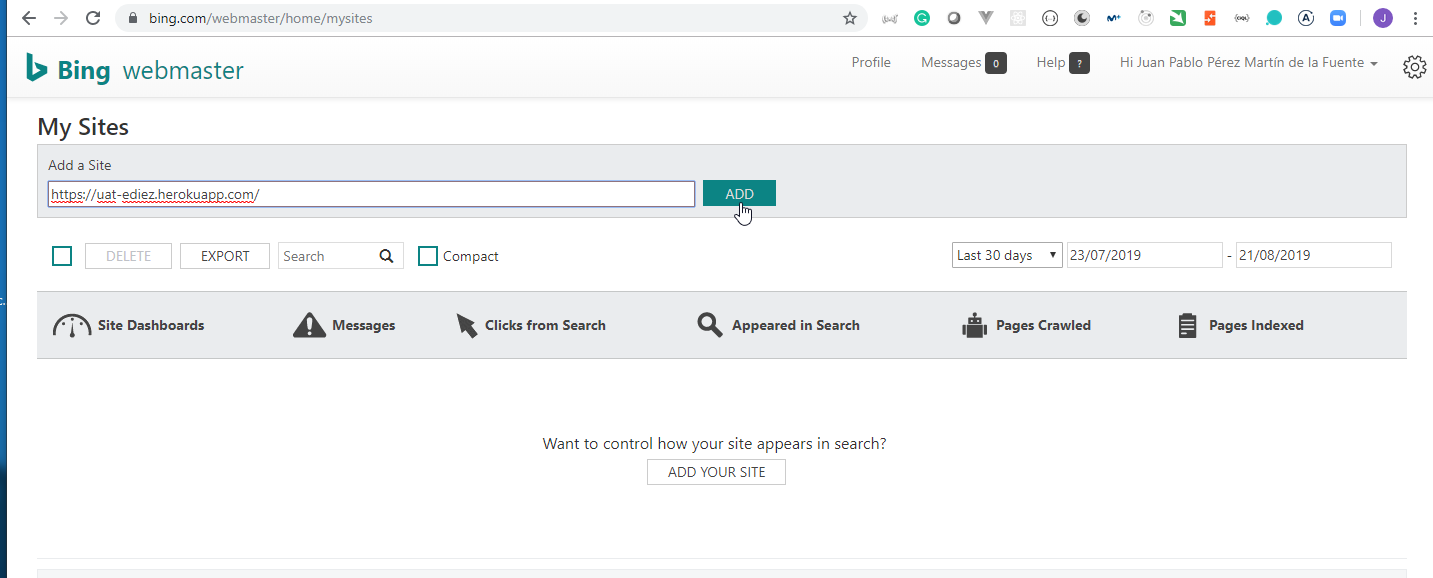 bing.com/webmaster/home/mysites
J
Bing webmaster
Profile
Messages 0
Help ?
Hi Juan Pablo Pérez Martín de la Fuente
My Sites
Add a Site
https://uat-ediez.herokuapp.com/
ADD
DELETE
EXPORT
Search
Compact
Last 30 days
23/07/2019 - 21/08/2019
Site Dashboards
Messages
Clicks from Search
Appeared in Search
Pages Crawled
Pages Indexed
Want to control how your site appears in search?
ADD YOUR SITE